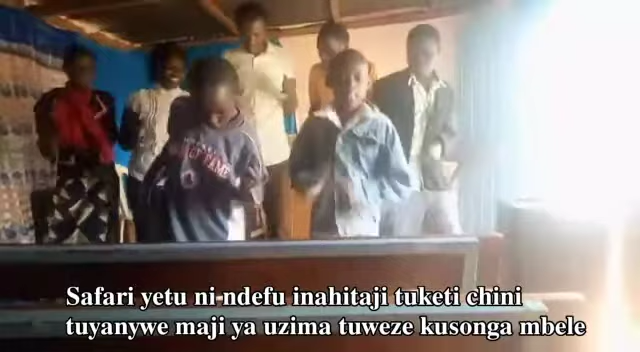 Safari yetu ni ndefu inahitaji tuketi chini
tuyanywe maji ya uzima tuweze kusonga mbele